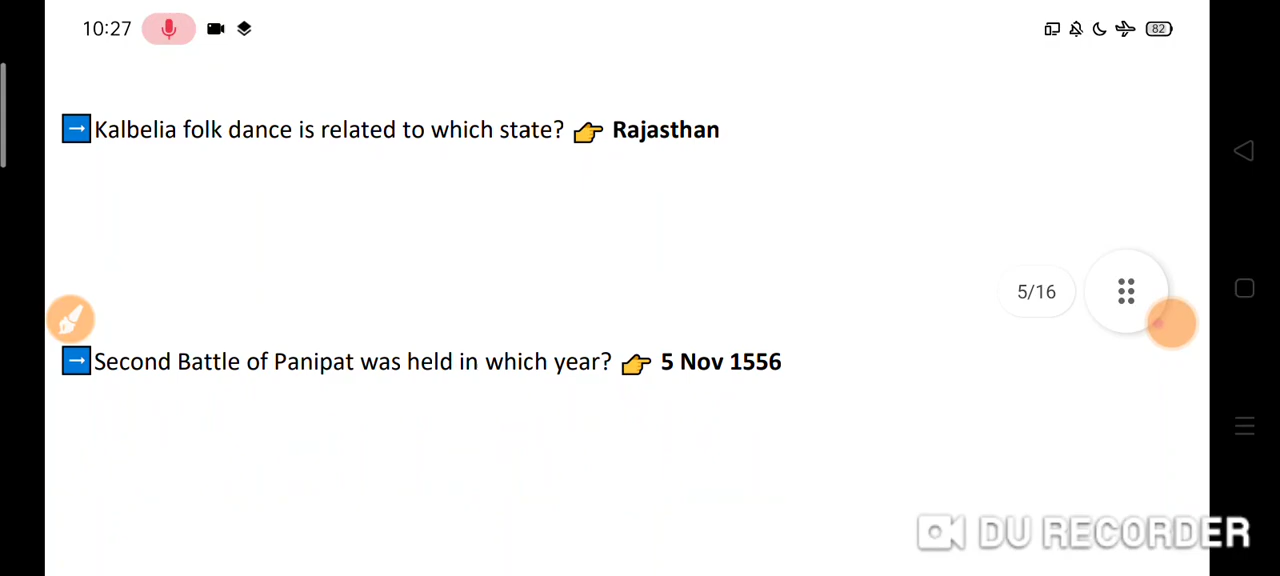 10:27 82
➡Kalbelia folk dance is related to which state? 👉 Rajasthan
5/16
➡Second Battle of Panipat was held in which year? 👉 5 Nov 1556
DU RECORDER